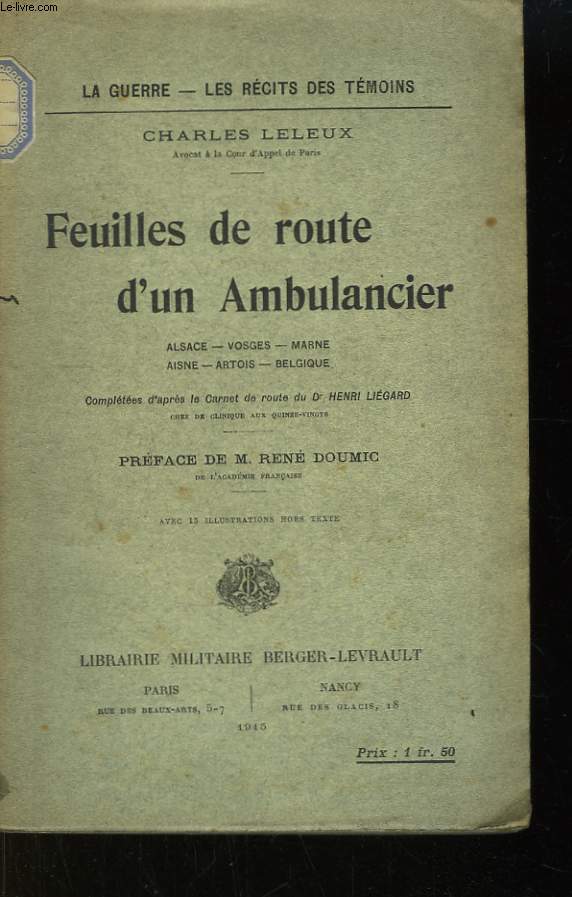 Le-livre.com
LA GUERRE — LES RÉCITS DES TÉMOINS
CHARLES LELEUX
Avocat à la Cour d'Appel de Paris
Feuilles de route
d'un Ambulancier
ALSACE — VOSGES — MARNE
AISNE — ARTOIS — BELGIQUE
Complétées d'après le Carnet de route du Dr HENRI LIÉGARD
CHEF DE CLINIQUE AUX QUINZE-VINGTS
PRÉFACE DE M. RENÉ DOUMIC
DE L'ACADÉMIE FRANÇAISE
AVEC 15 ILLUSTRATIONS HORS TEXTE
LIBRAIRIE MILITAIRE BERGER-LEVRAULT
PARIS
RUE DES BEAUX-ARTS, 5-7
NANCY
RUE DES GLACIS, 18
1915
Prix : 1 fr. 50